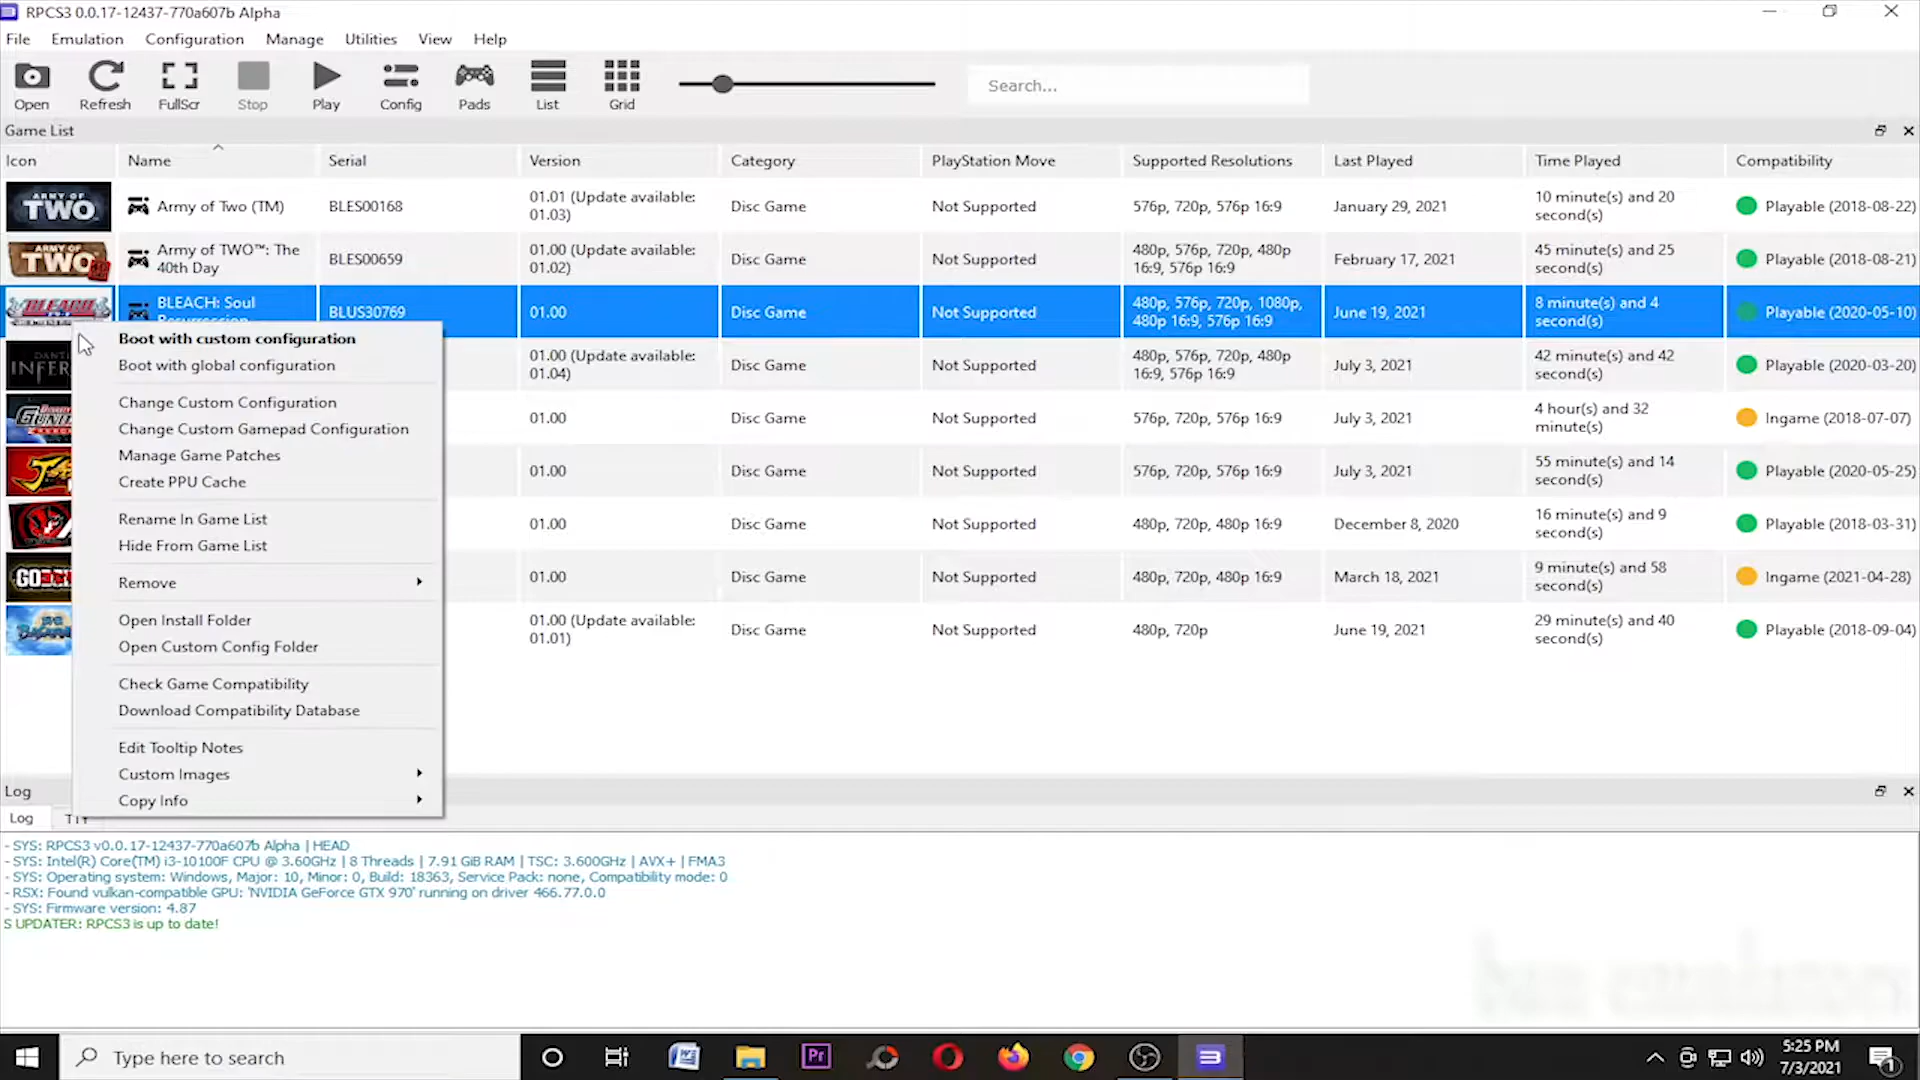 RPCS3 0.0.17-12437-770a607b Alpha
File Emulation Configuration Manage Utilities View Help
Open Refresh FullScr Stop Play Config Pads List Grid Search...
Game List
Icon Name Serial Version Category PlayStation Move Supported Resolutions Last Played Time Played Compatibility
ARMY OF TWO Army of Two (TM) BLES00168 01.01 (Update available: 01.03) Disc Game Not Supported 576p, 720p, 576p 16:9 January 29, 2021 10 minute(s) and 20 second(s) Playable (2018-08-22)
ARMY OF TWO Army of TWO™: The 40th Day BLES00659 01.00 (Update available: 01.02) Disc Game Not Supported 480p, 576p, 720p, 480p 16:9, 576p 16:9 February 17, 2021 45 minute(s) and 25 second(s) Playable (2018-08-21)
BLEACH BLEACH: Soul Resurreccion BLUS30769 01.00 Disc Game Not Supported 480p, 576p, 720p, 1080p, 480p 16:9, 576p 16:9 June 19, 2021 8 minute(s) and 4 second(s) Playable (2020-05-10)
01.00 (Update available: 01.04) Disc Game Not Supported 480p, 576p, 720p, 480p 16:9, 576p 16:9 July 3, 2021 42 minute(s) and 42 second(s) Playable (2020-03-20)
01.00 Disc Game Not Supported 576p, 720p, 576p 16:9 July 3, 2021 4 hour(s) and 32 minute(s) Ingame (2018-07-07)
01.00 Disc Game Not Supported 576p, 720p, 576p 16:9 July 3, 2021 55 minute(s) and 14 second(s) Playable (2020-05-25)
01.00 Disc Game Not Supported 480p, 720p, 480p 16:9 December 8, 2020 16 minute(s) and 9 second(s) Playable (2018-03-31)
01.00 Disc Game Not Supported 480p, 720p, 480p 16:9 March 18, 2021 9 minute(s) and 58 second(s) Ingame (2021-04-28)
01.00 (Update available: 01.01) Disc Game Not Supported 480p, 720p June 19, 2021 29 minute(s) and 40 second(s) Playable (2018-09-04)
Boot with custom configuration
Boot with global configuration
Change Custom Configuration
Change Custom Gamepad Configuration
Manage Game Patches
Create PPU Cache
Rename In Game List
Hide From Game List
Remove
Open Install Folder
Open Custom Config Folder
Check Game Compatibility
Download Compatibility Database
Edit Tooltip Notes
Custom Images
Copy Info
Log
Log TTY
- SYS: RPCS3 v0.0.17-12437-770a607b Alpha | HEAD
- SYS: Intel(R) Core(TM) i3-10100F CPU @ 3.60GHz | 8 Threads | 7.91 GiB RAM | TSC: 3.600GHz | AVX+ | FMA3
- SYS: Operating system: Windows, Major: 10, Minor: 0, Build: 18363, Service Pack: none, Compatibility mode: 0
- RSX: Found vulkan-compatible GPU: 'NVIDIA GeForce GTX 970' running on driver 466.77.0.0
- SYS: Firmware version: 4.87
S UPDATER: RPCS3 is up to date!
Type here to search
Pr
5:25 PM
7/3/2021
1